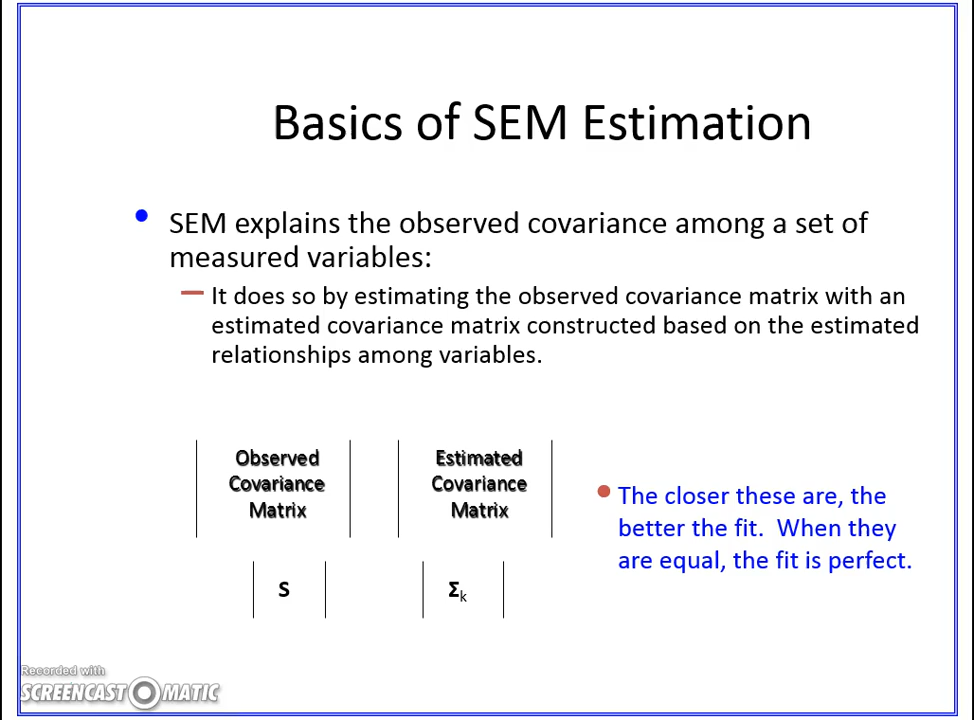 Basics of SEM Estimation
• SEM explains the observed covariance among a set of
measured variables:
– It does so by estimating the observed covariance matrix with an
estimated covariance matrix constructed based on the estimated
relationships among variables.
Observed
Covariance
Matrix
Estimated
Covariance
Matrix
S
Σk
• The closer these are, the
better the fit. When they
are equal, the fit is perfect.
Recorded with
SCREENCAST MATIC